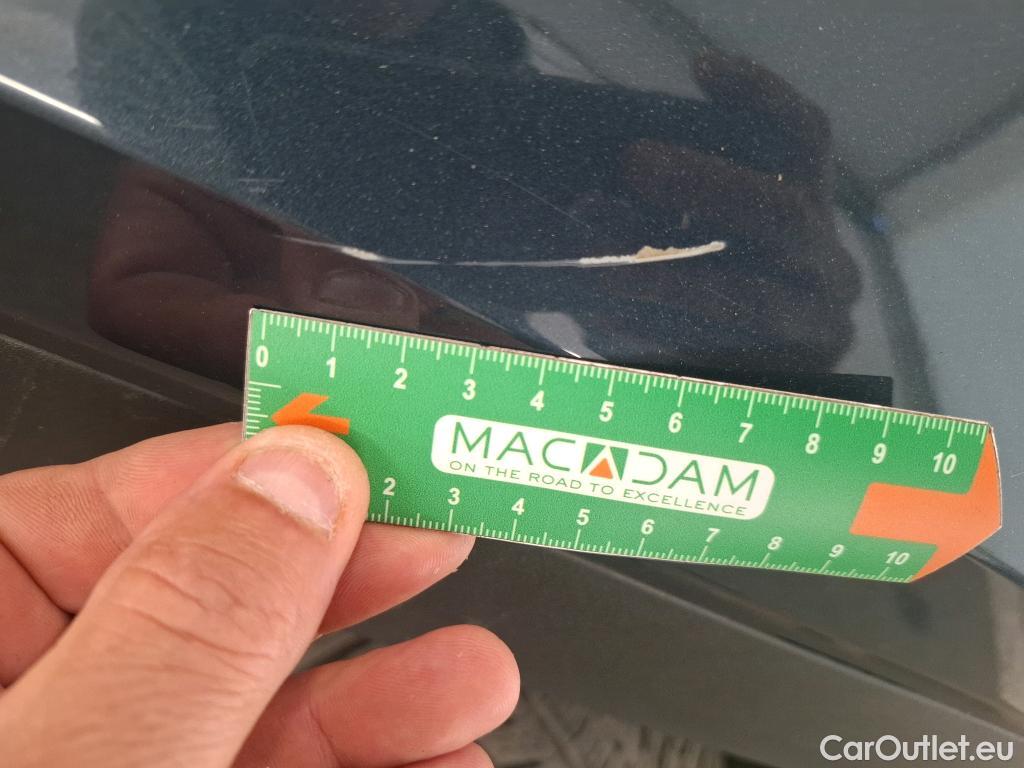 0 1 2 3 4 5 6 7 8 9 10
MACADAM
ON THE ROAD TO EXCELLENCE
2 3 4 5 6 7 8 9 10
CarOutlet.eu